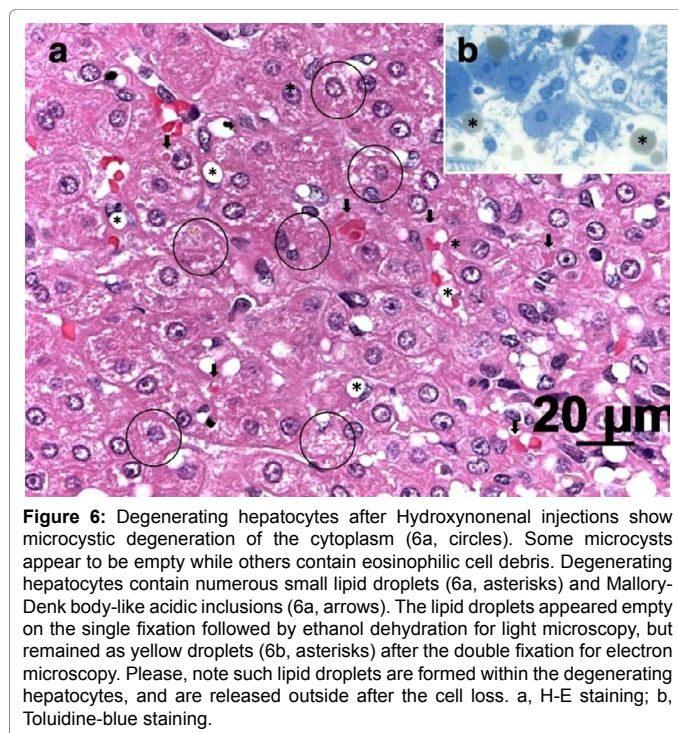 a
b
*
*
*
*
*
*
*
*
*
20 µm
Figure 6: Degenerating hepatocytes after Hydroxynonenal injections show
microcystic degeneration of the cytoplasm (6a, circles). Some microcysts
appear to be empty while others contain eosinophilic cell debris. Degenerating
hepatocytes contain numerous small lipid droplets (6a, asterisks) and Mallory-
Denk body-like acidic inclusions (6a, arrows). The lipid droplets appeared empty
on the single fixation followed by ethanol dehydration for light microscopy, but
remained as yellow droplets (6b, asterisks) after the double fixation for electron
microscopy. Please, note such lipid droplets are formed within the degenerating
hepatocytes, and are released outside after the cell loss. a, H-E staining; b,
Toluidine-blue staining.